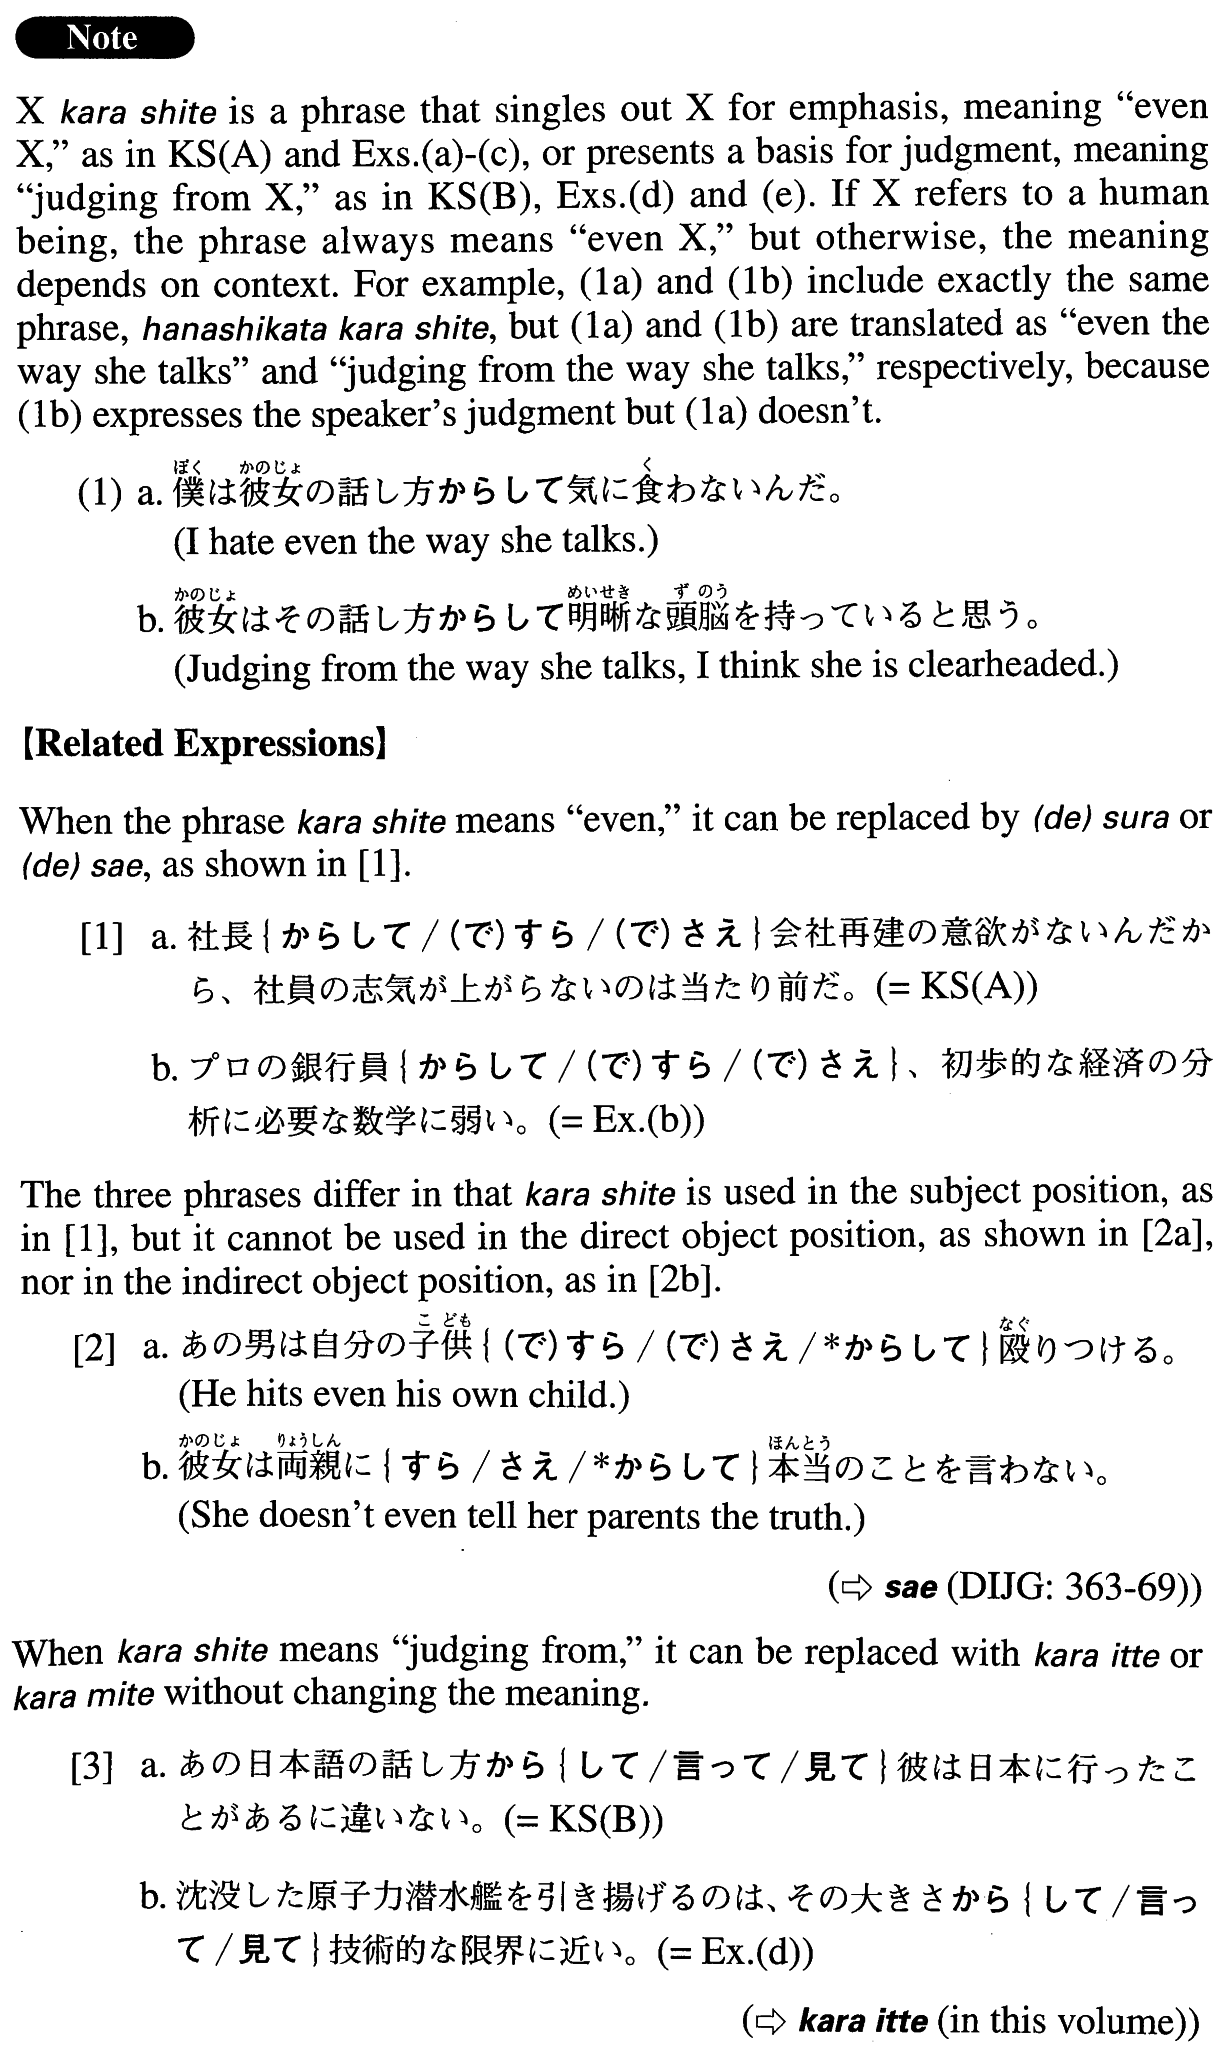 Note
X kara shite is a phrase that singles out X for emphasis, meaning “even
X,” as in KS(A) and Exs.(a)-(c), or presents a basis for judgment, meaning
“judging from X,” as in KS(B), Exs.(d) and (e). If X refers to a human
being, the phrase always means “even X,” but otherwise, the meaning
depends on context. For example, (1a) and (1b) include exactly the same
phrase, hanashikata kara shite, but (1a) and (1b) are translated as “even the
way she talks” and “judging from the way she talks,” respectively, because
(1b) expresses the speaker’s judgment but (1a) doesn’t.
ぼく かのじょ く
(1) a. 僕は彼女の話し方からして気に食わないんだ。
(I hate even the way she talks.)
かのじょ めいせき ず のう
b. 彼女はその話し方からして明晰な頭脳を持っていると思う。
(Judging from the way she talks, I think she is clearheaded.)
【Related Expressions】
When the phrase kara shite means “even,” it can be replaced by (de) sura or
(de) sae, as shown in [1].
[1] a. 社長{からして/(で)すら/(で)さえ}会社再建の意欲がないんだか
ら、社員の志気が上がらないのは当たり前だ。(= KS(A))
b. プロの銀行員{からして/(で)すら/(で)さえ}、初歩的な経済の分
析に必要な数学に弱い。(= Ex.(b))
The three phrases differ in that kara shite is used in the subject position, as
in [1], but it cannot be used in the direct object position, as shown in [2a],
nor in the indirect object position, as in [2b].
こ ども なぐ
[2] a. あの男は自分の子供{(で)すら/(で)さえ/*からして}殴りつける。
(He hits even his own child.)
かのじょ りょうしん ほんとう
b. 彼女は両親に{すら/さえ/*からして}本当のことを言わない。
(She doesn’t even tell her parents the truth.)
(⇨ sae (DIJG: 363-69))
When kara shite means “judging from,” it can be replaced with kara itte or
kara mite without changing the meaning.
[3] a. あの日本語の話し方から{して/言って/見て}彼は日本に行ったこ
とがあるに違いない。(= KS(B))
b. 沈没した原子力潜水艦を引き揚げるのは、その大きさから{して/言っ
て/見て}技術的な限界に近い。(= Ex.(d))
(⇨ kara itte (in this volume))